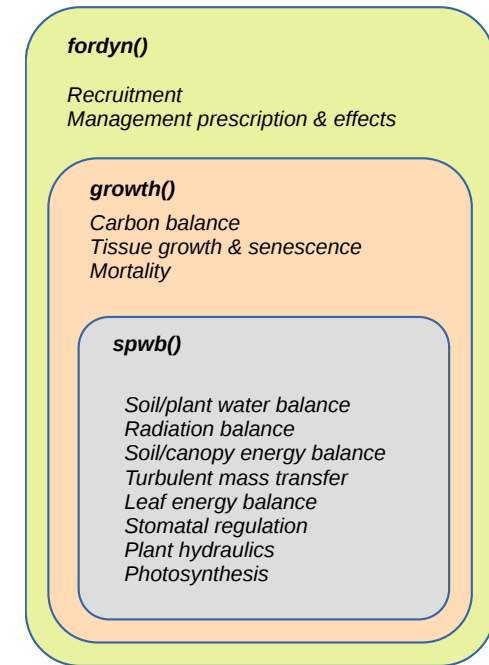 fordyn()
Recruitment
Management prescription & effects
growth()
Carbon balance
Tissue growth & senescence
Mortality
spwb()
Soil/plant water balance
Radiation balance
Soil/canopy energy balance
Turbulent mass transfer
Leaf energy balance
Stomatal regulation
Plant hydraulics
Photosynthesis